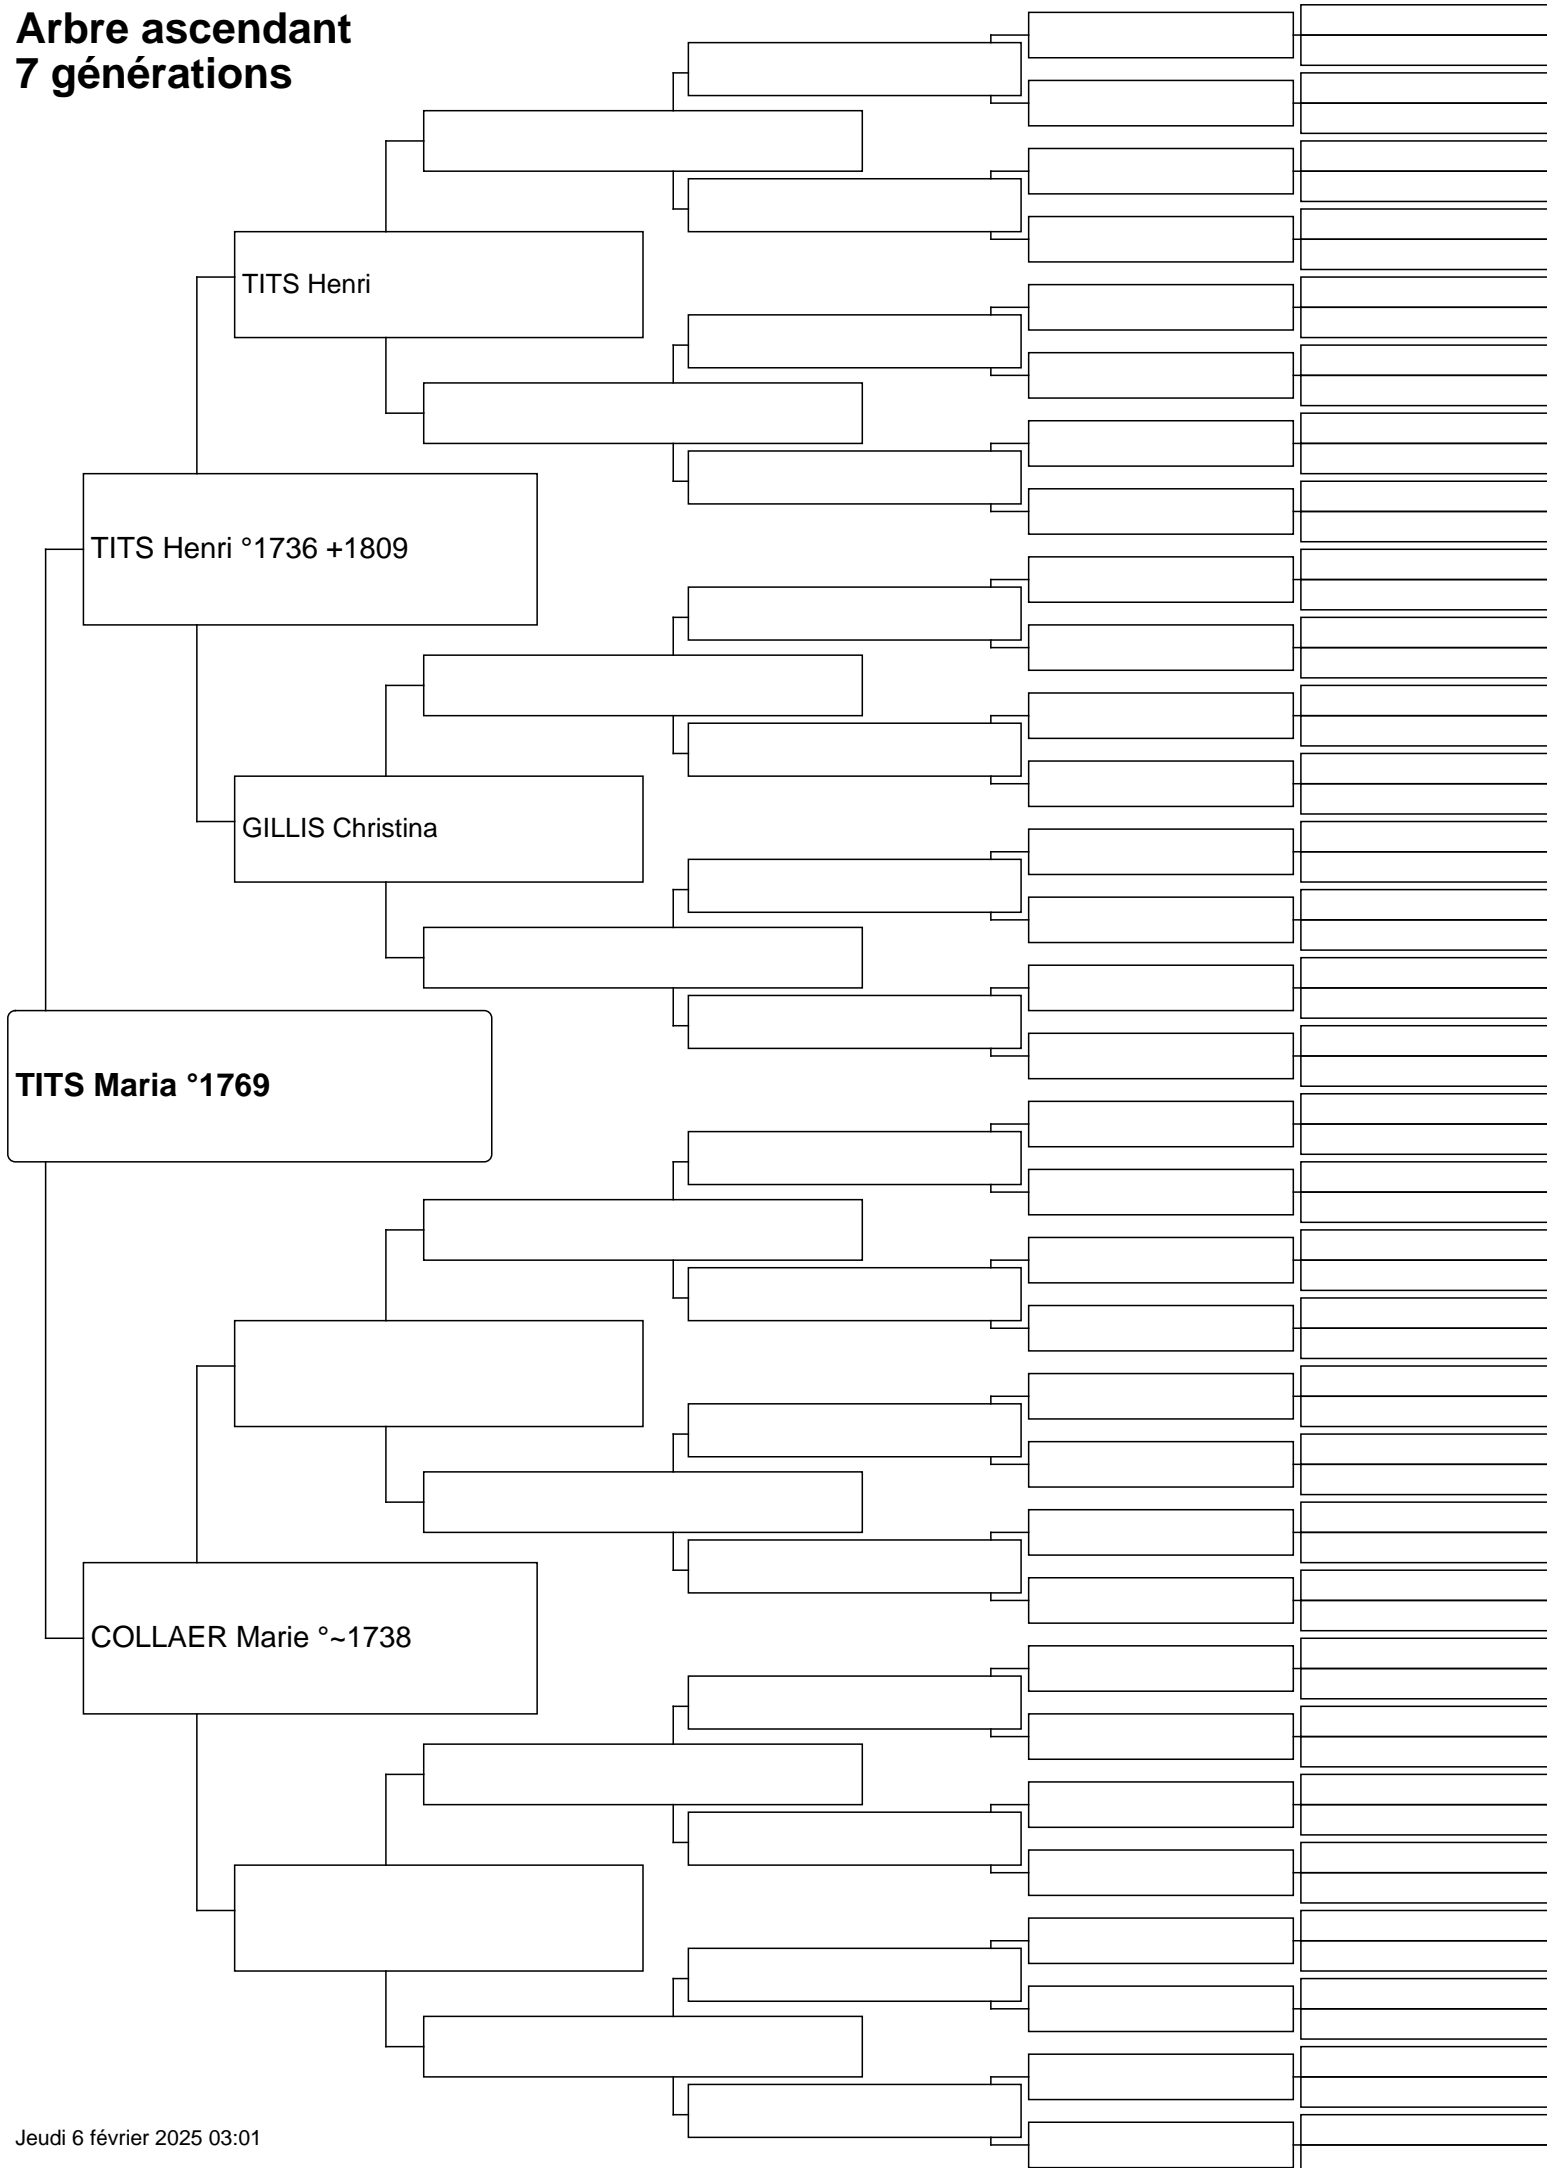 Arbre ascendant
7 générations
TITS Henri
TITS Henri °1736 +1809
GILLIS Christina
TITS Maria °1769
COLLAER Marie °~1738
Jeudi 6 février 2025 03:01